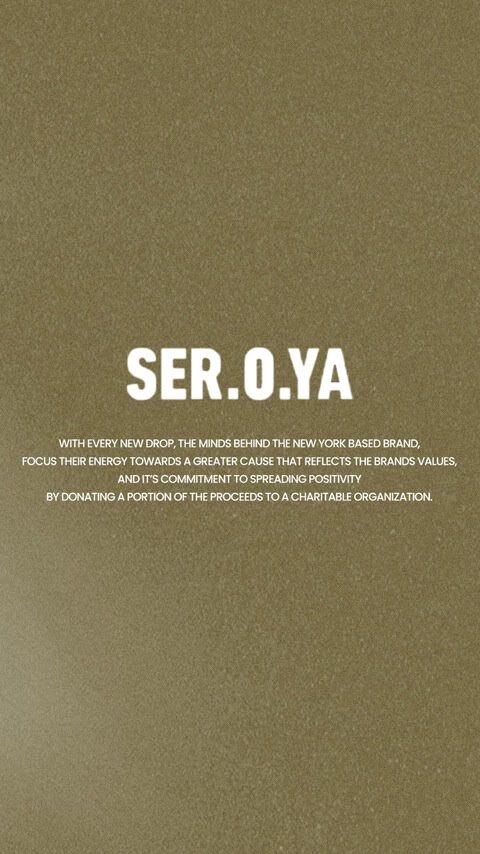 SER.O.YA
WITH EVERY NEW DROP, THE MINDS BEHIND THE NEW YORK BASED BRAND,
FOCUS THEIR ENERGY TOWARDS A GREATER CAUSE THAT REFLECTS THE BRANDS VALUES,
AND IT'S COMMITMENT TO SPREADING POSITIVITY
BY DONATING A PORTION OF THE PROCEEDS TO A CHARITABLE ORGANIZATION.